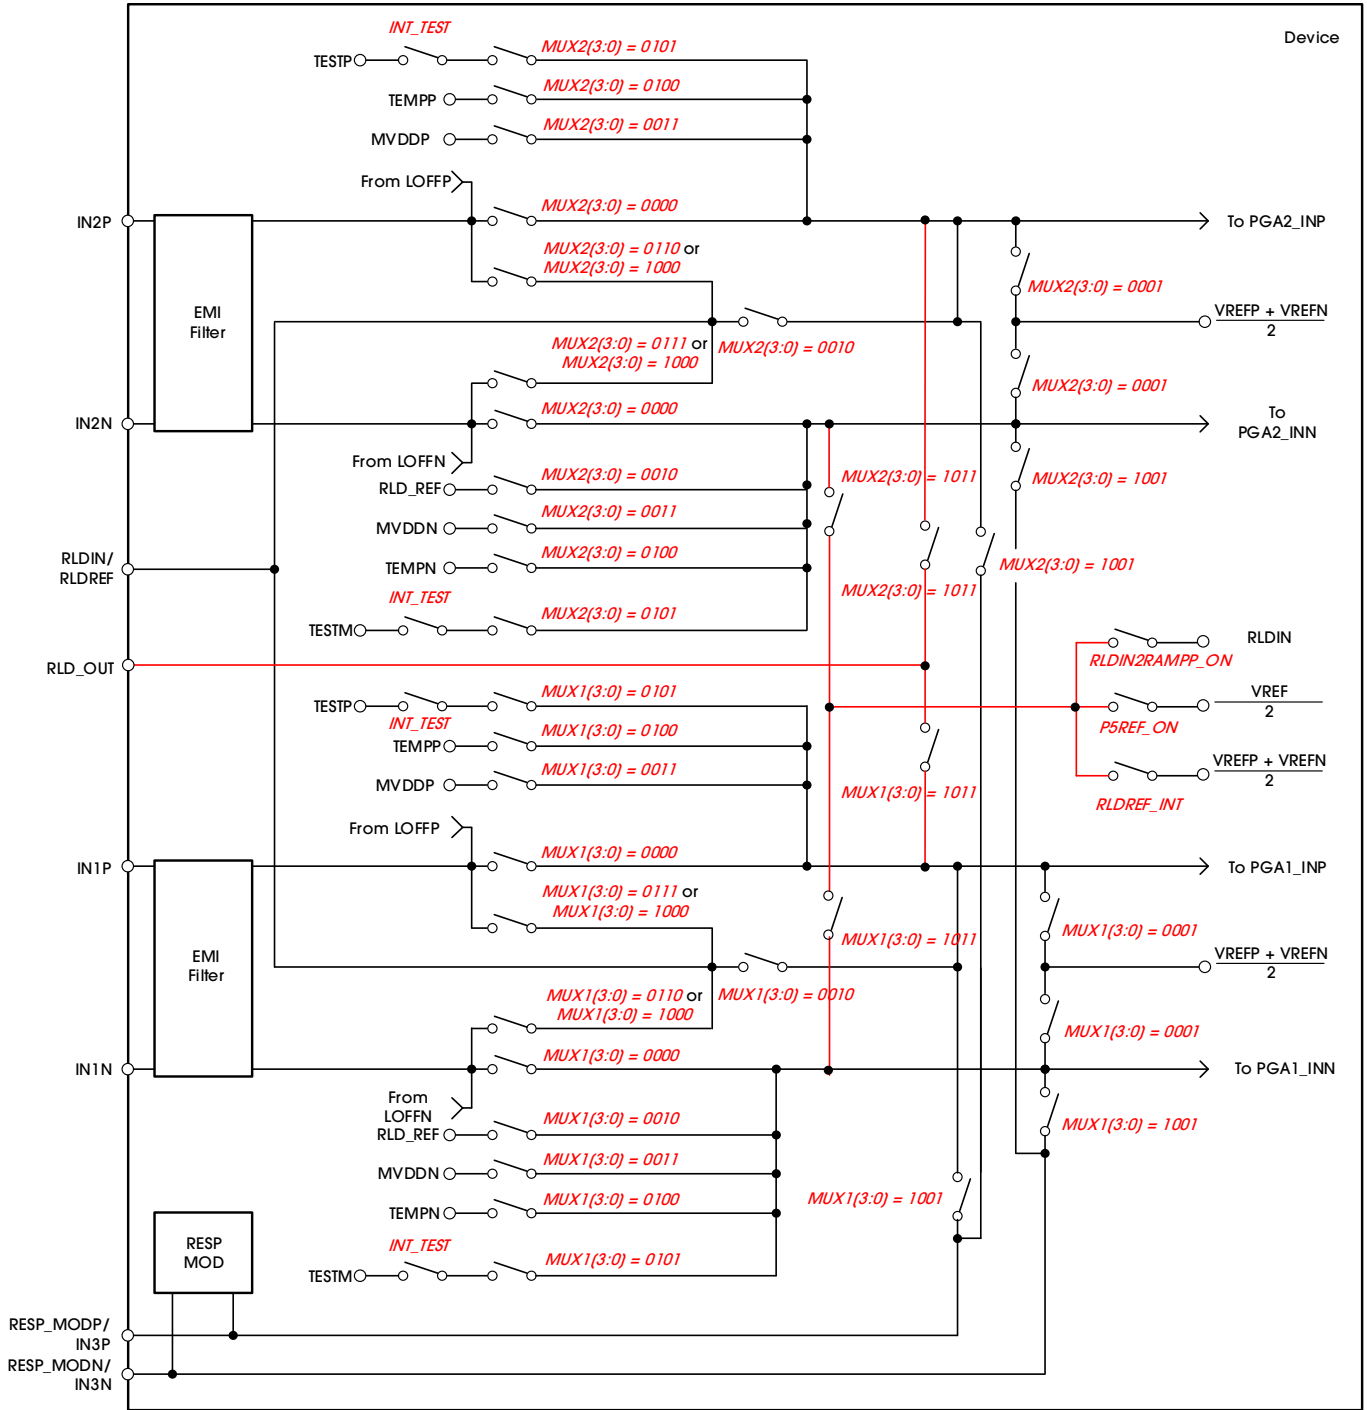 Device
INT_TEST
TESTP
MUX2(3:0) = 0101
TEMPP
MUX2(3:0) = 0100
MVDDP
MUX2(3:0) = 0011
From LOFFP
IN2P
MUX2(3:0) = 0000
To PGA2_INP
MUX2(3:0) = 0110 or
MUX2(3:0) = 1000
MUX2(3:0) = 0001
EMI
Filter
VREFP + VREFN
2
MUX2(3:0) = 0111 or
MUX2(3:0) = 1000
MUX2(3:0) = 0010
MUX2(3:0) = 0001
IN2N
MUX2(3:0) = 0000
To
PGA2_INN
From LOFFN
RLD_REF
MUX2(3:0) = 0010
MUX2(3:0) = 1011
MUX2(3:0) = 1001
MVDDN
MUX2(3:0) = 0011
RLDIN/
RLDREF
TEMPN
MUX2(3:0) = 0100
MUX2(3:0) = 1001
MUX2(3:0) = 1011
INT_TEST
TESTM
MUX2(3:0) = 0101
RLDIN
RLDIN2RAMPP_ON
RLD_OUT
TESTP
MUX1(3:0) = 0101
INT_TEST
VREF
2
P5REF_ON
TEMPP
MUX1(3:0) = 0100
MVDDP
MUX1(3:0) = 0011
VREFP + VREFN
2
MUX1(3:0) = 1011
RLDREF_INT
From LOFFP
IN1P
MUX1(3:0) = 0000
To PGA1_INP
MUX1(3:0) = 0111 or
MUX1(3:0) = 1000
MUX1(3:0) = 1011
MUX1(3:0) = 0001
EMI
Filter
VREFP + VREFN
2
MUX1(3:0) = 0110 or
MUX1(3:0) = 1000
MUX1(3:0) = 0010
MUX1(3:0) = 0001
IN1N
MUX1(3:0) = 0000
To PGA1_INN
From
LOFFN
RLD_REF
MUX1(3:0) = 0010
MUX1(3:0) = 1001
MVDDN
MUX1(3:0) = 0011
TEMPN
MUX1(3:0) = 0100
MUX1(3:0) = 1001
RESP
MOD
INT_TEST
TESTM
MUX1(3:0) = 0101
RESP_MODP/
IN3P
RESP_MODN/
IN3N